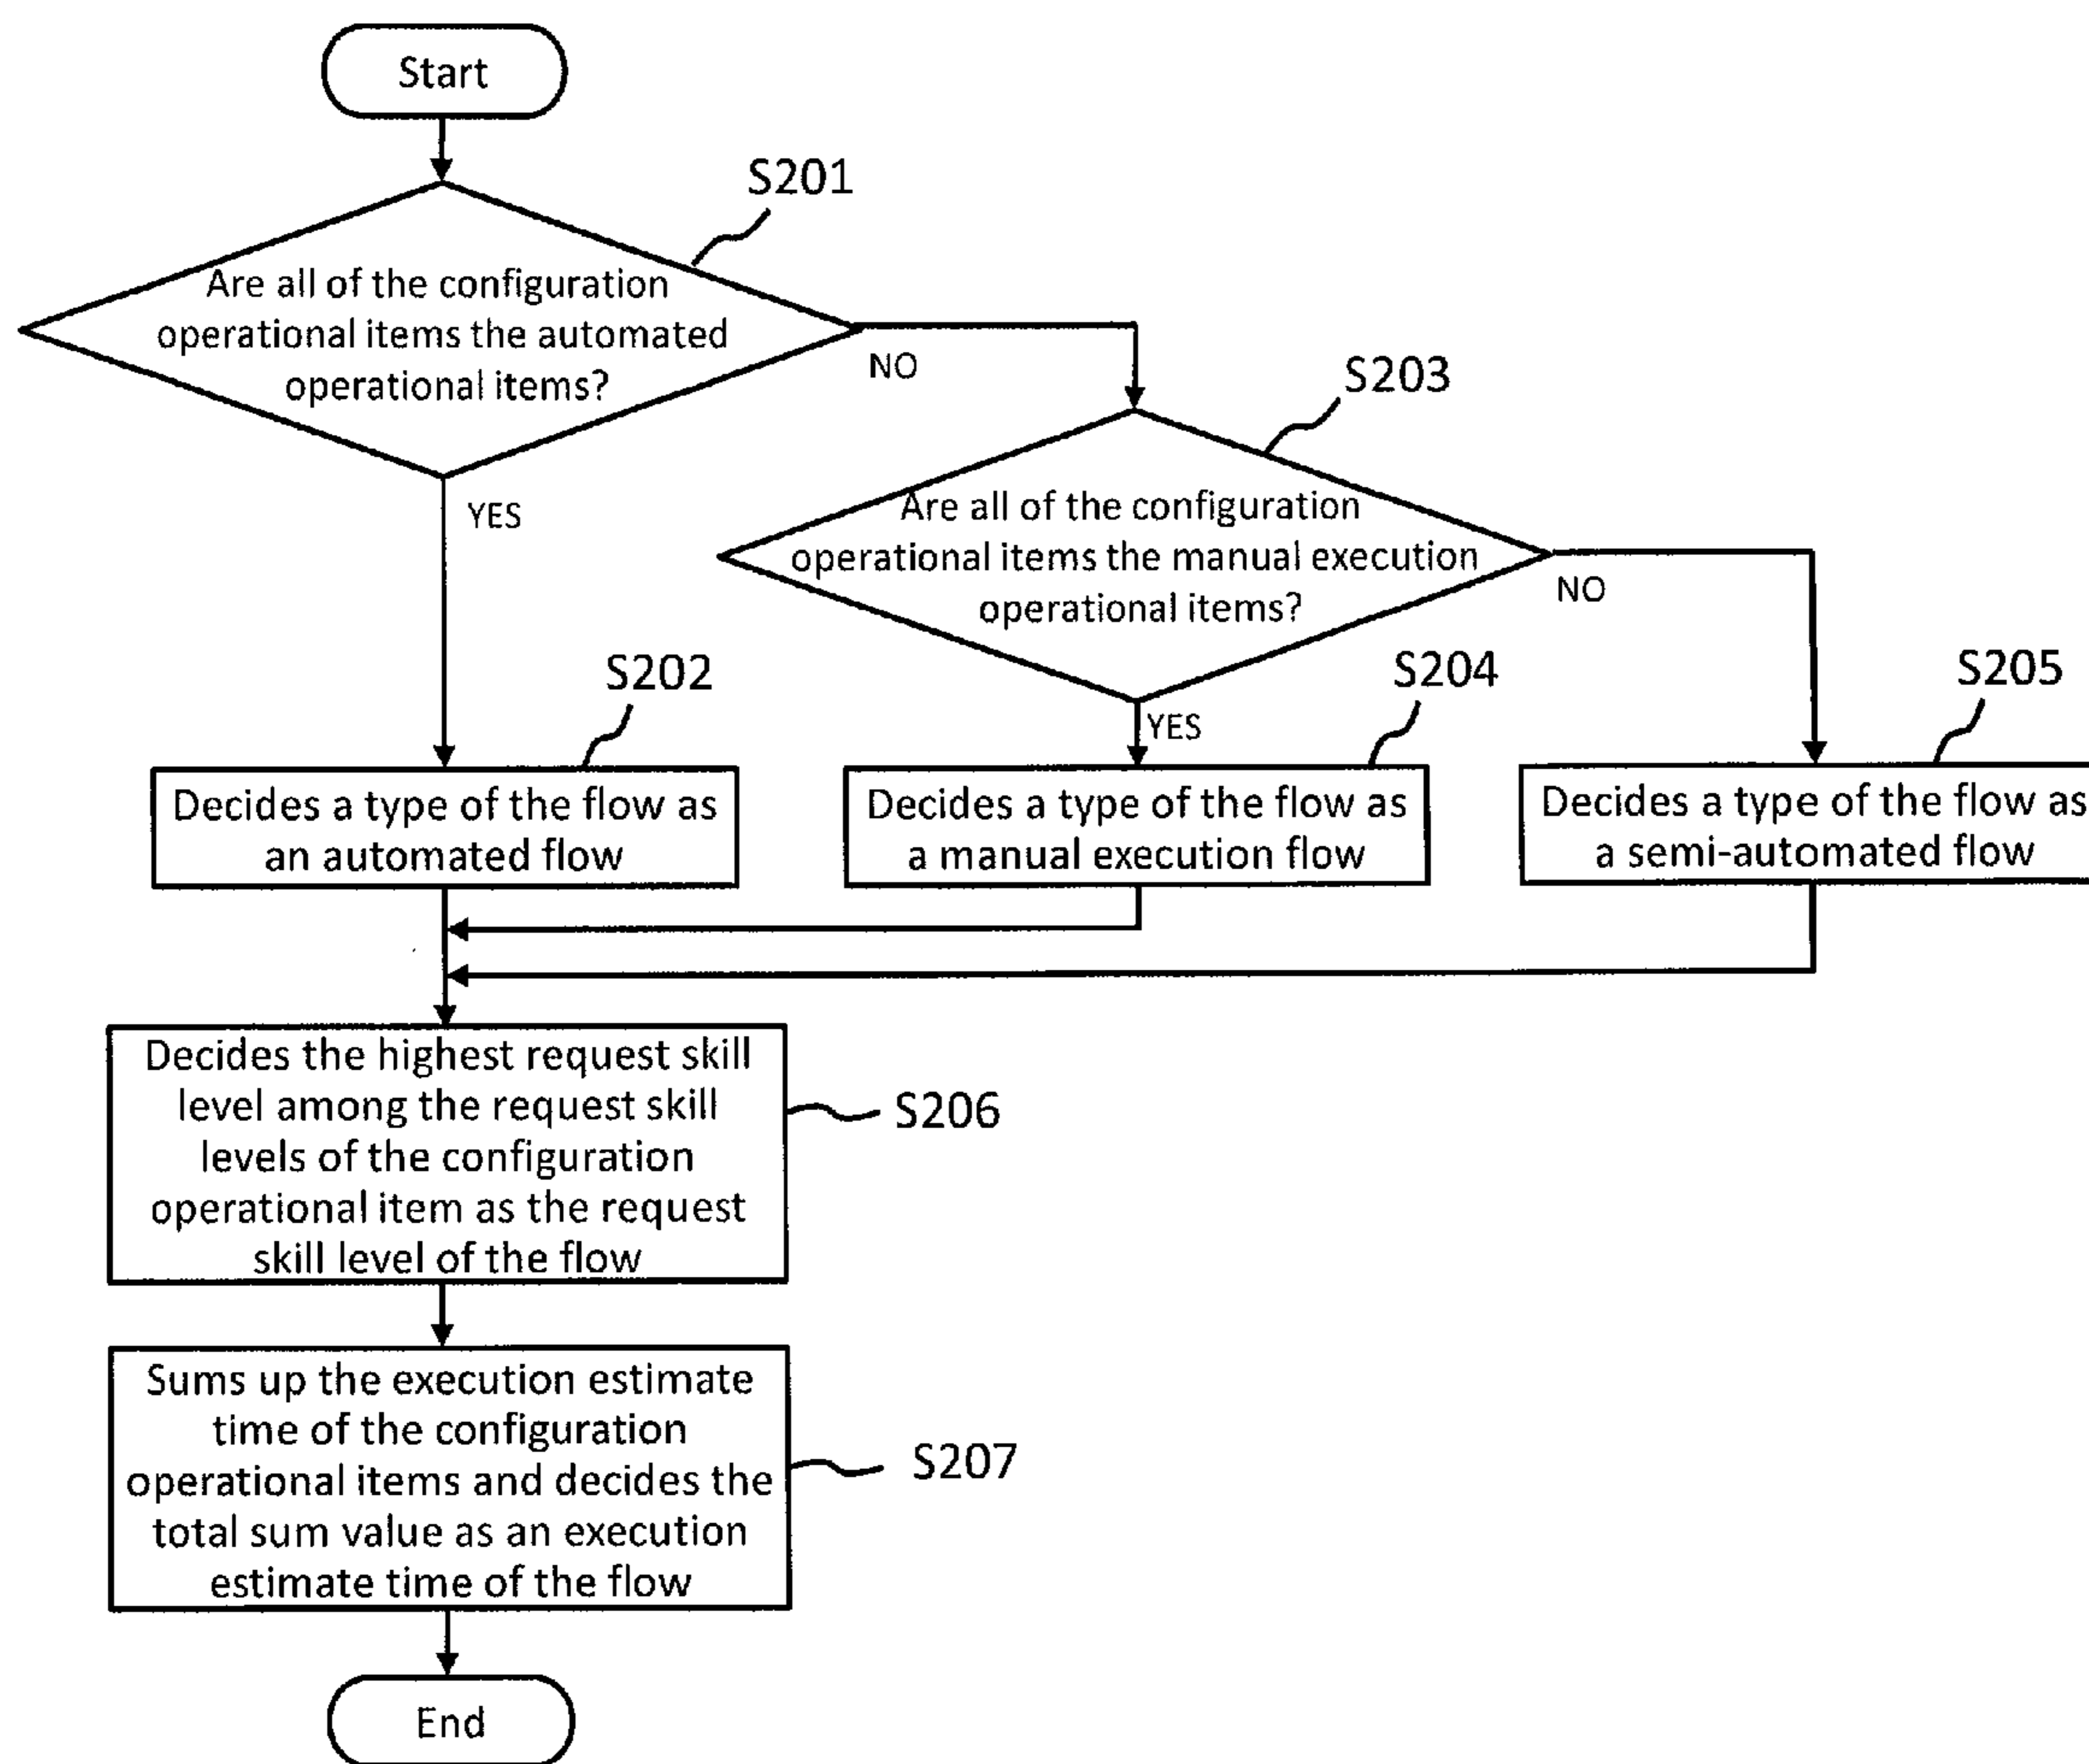 Start
S201
Are all of the configuration
operational items the automated
operational items?
NO
YES
S203
Are all of the configuration
operational items the manual execution
operational items?
NO
YES
S202
Decides a type of the flow as
an automated flow
S204
Decides a type of the flow as
a manual execution flow
S205
Decides a type of the flow as
a semi-automated flow
Decides the highest request skill
level among the request skill
levels of the configuration
operational item as the request
skill level of the flow
S206
Sums up the execution estimate
time of the configuration
operational items and decides the
total sum value as an execution
estimate time of the flow
S207
End